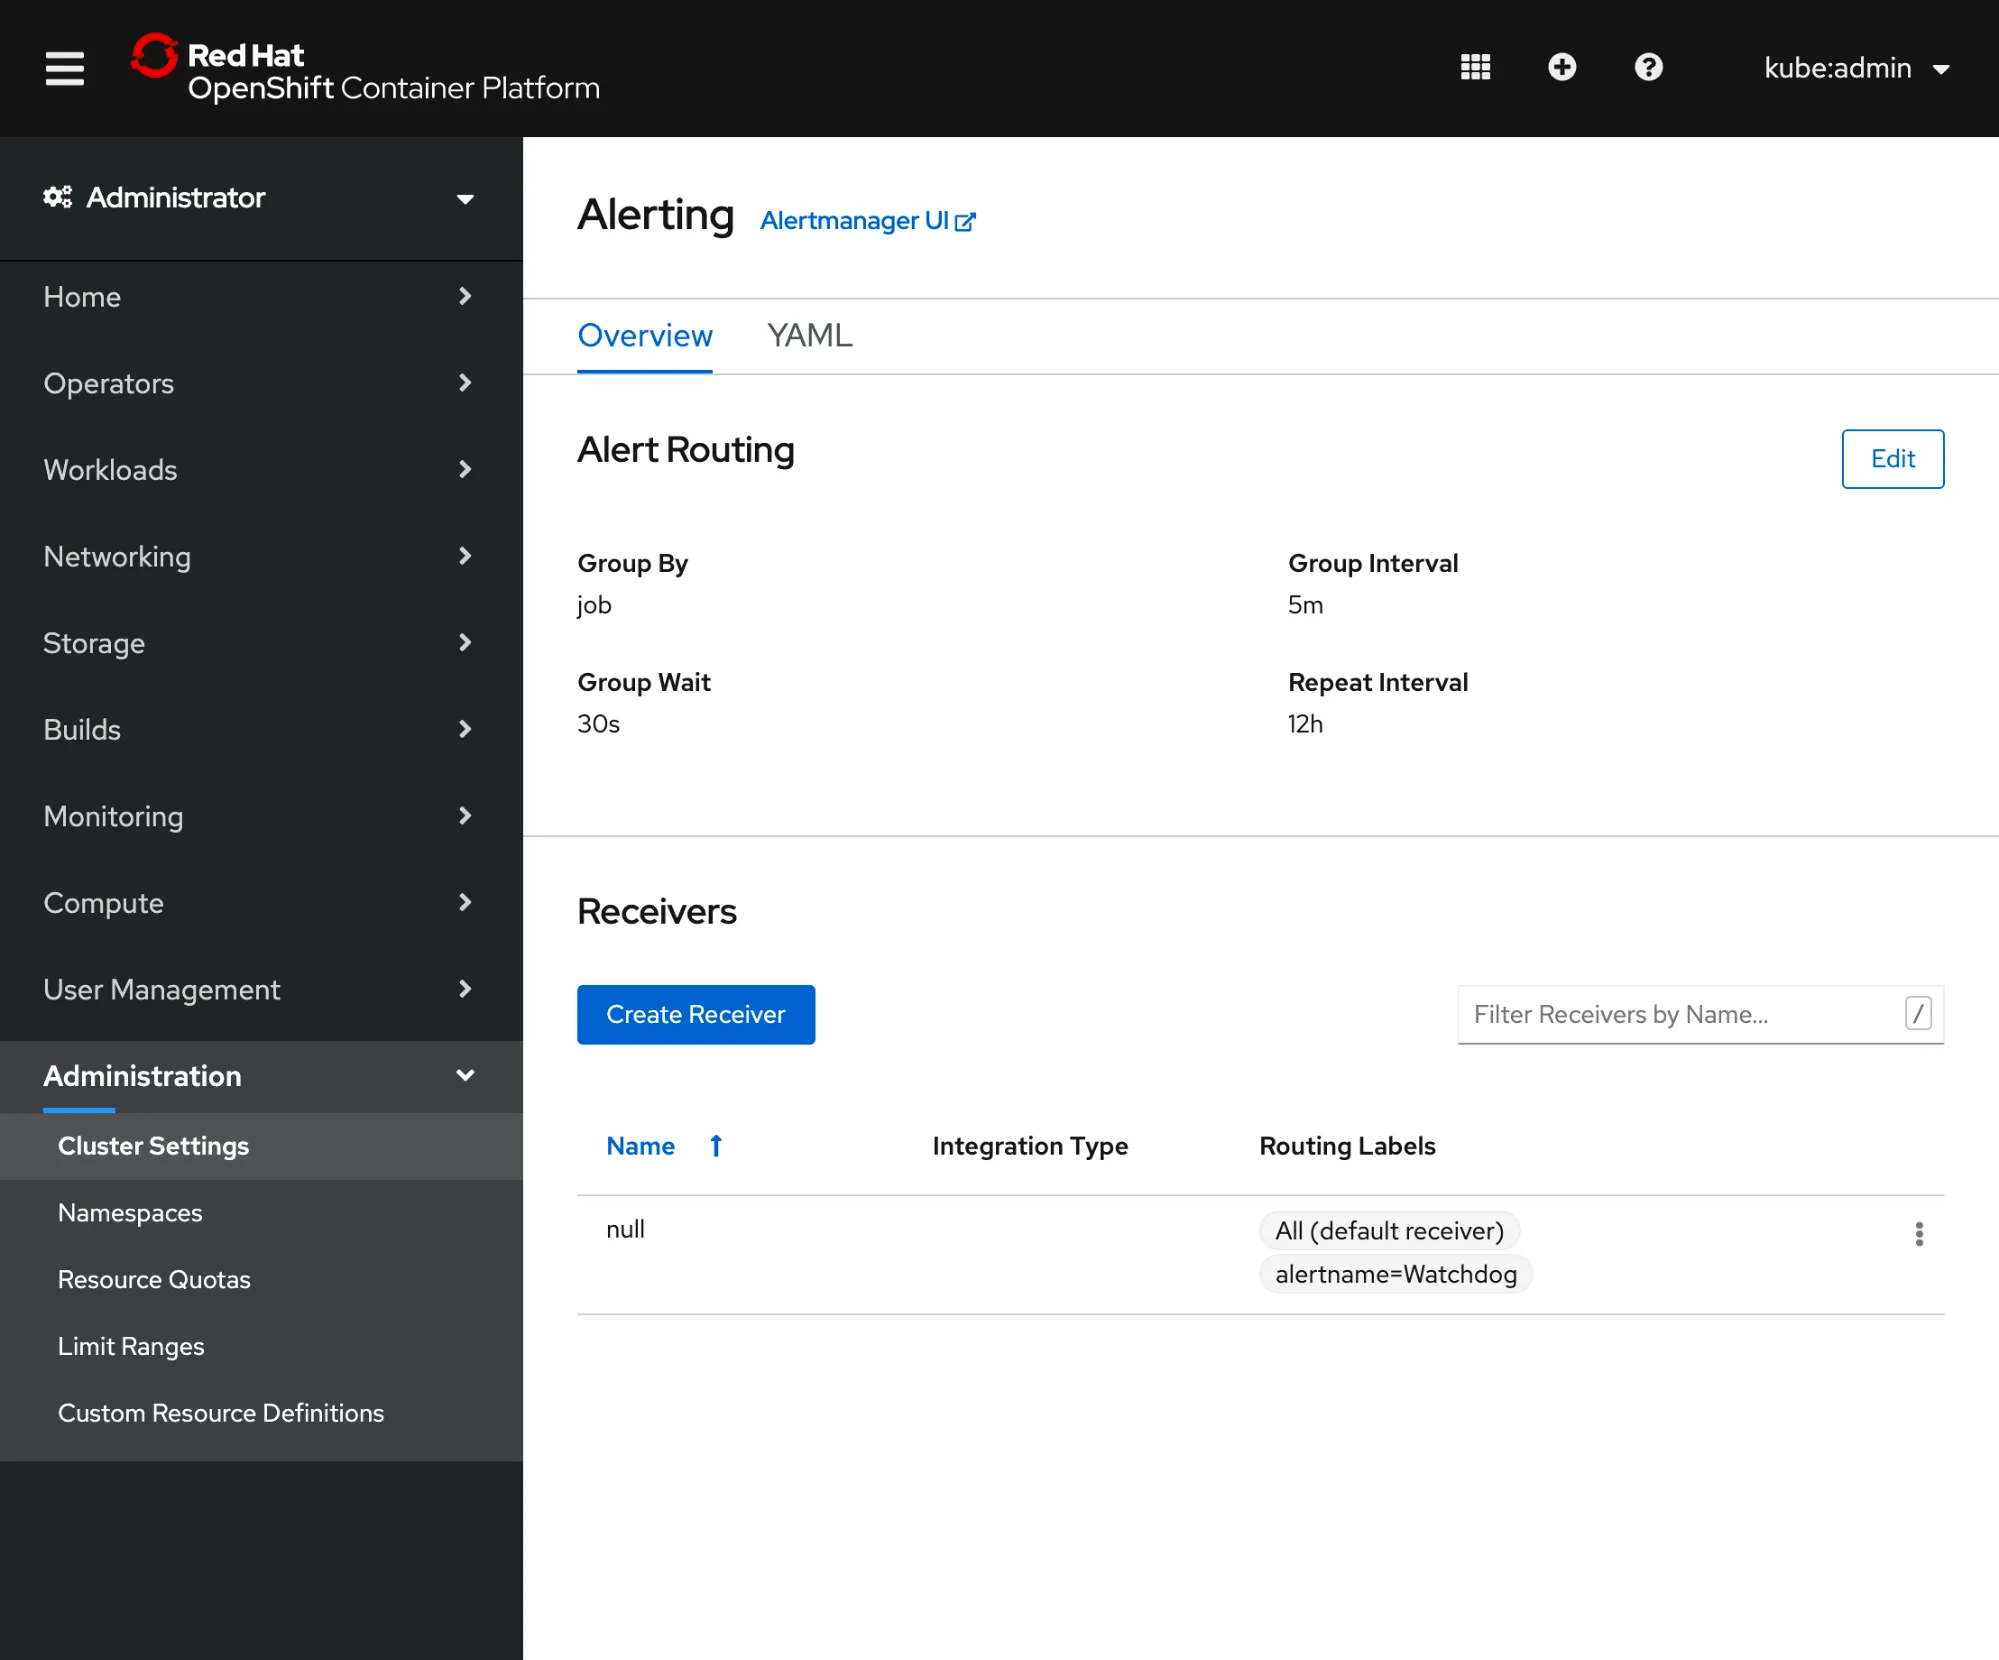 Red Hat
OpenShift Container Platform
kube:admin
Administrator
Home
Operators
Workloads
Networking
Storage
Builds
Monitoring
Compute
User Management
Administration
Cluster Settings
Namespaces
Resource Quotas
Limit Ranges
Custom Resource Definitions
Alerting Alertmanager UI
Overview YAML
Alert Routing
Edit
Group By
job
Group Interval
5m
Group Wait
30s
Repeat Interval
12h
Receivers
Create Receiver
Filter Receivers by Name... /
Name Integration Type Routing Labels
null
All (default receiver)
alertname=Watchdog